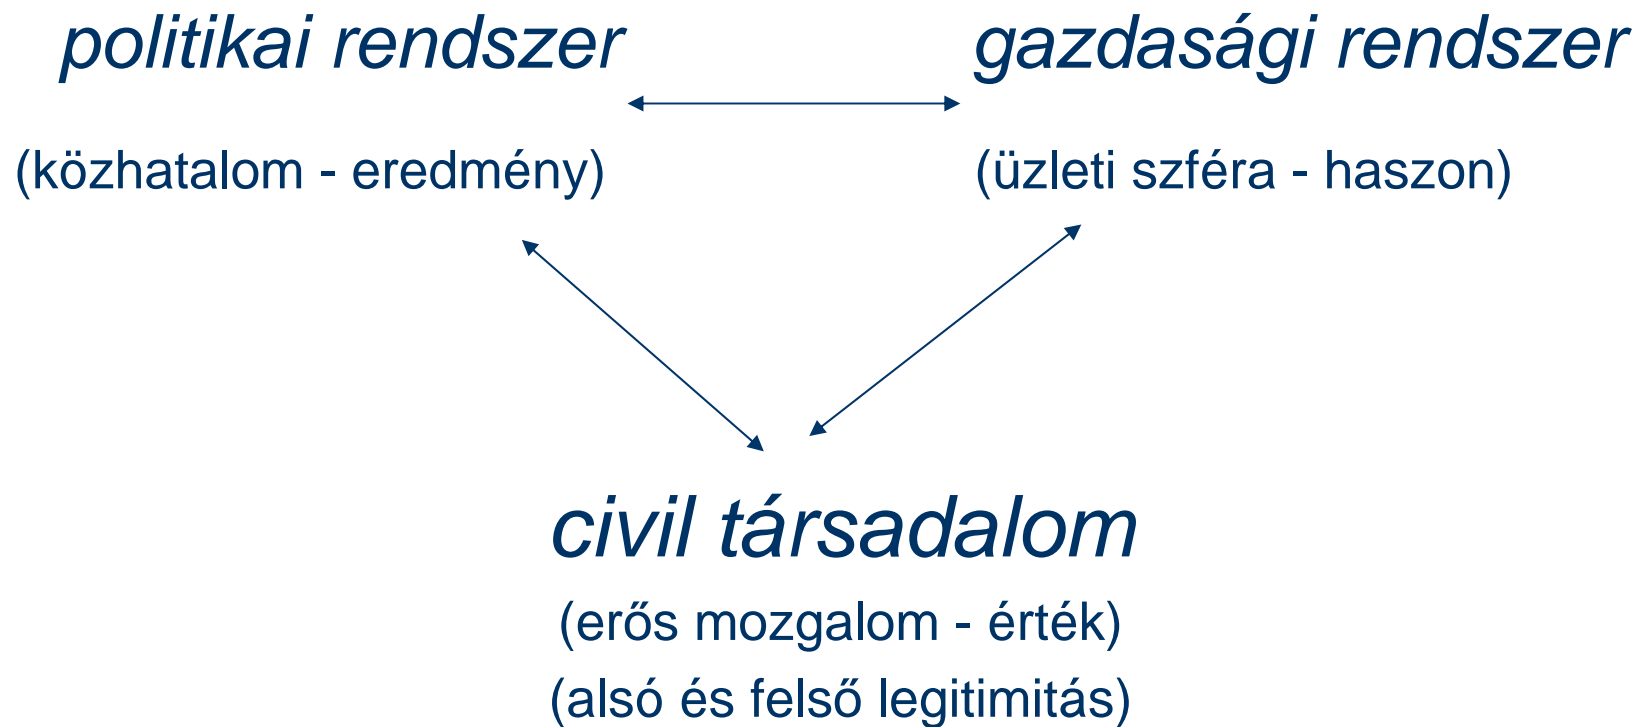 politikai rendszer
gazdasági rendszer
(közhatalom - eredmény)
(üzleti szféra - haszon)
civil társadalom
(erős mozgalom - érték)
(alsó és felső legitimitás)